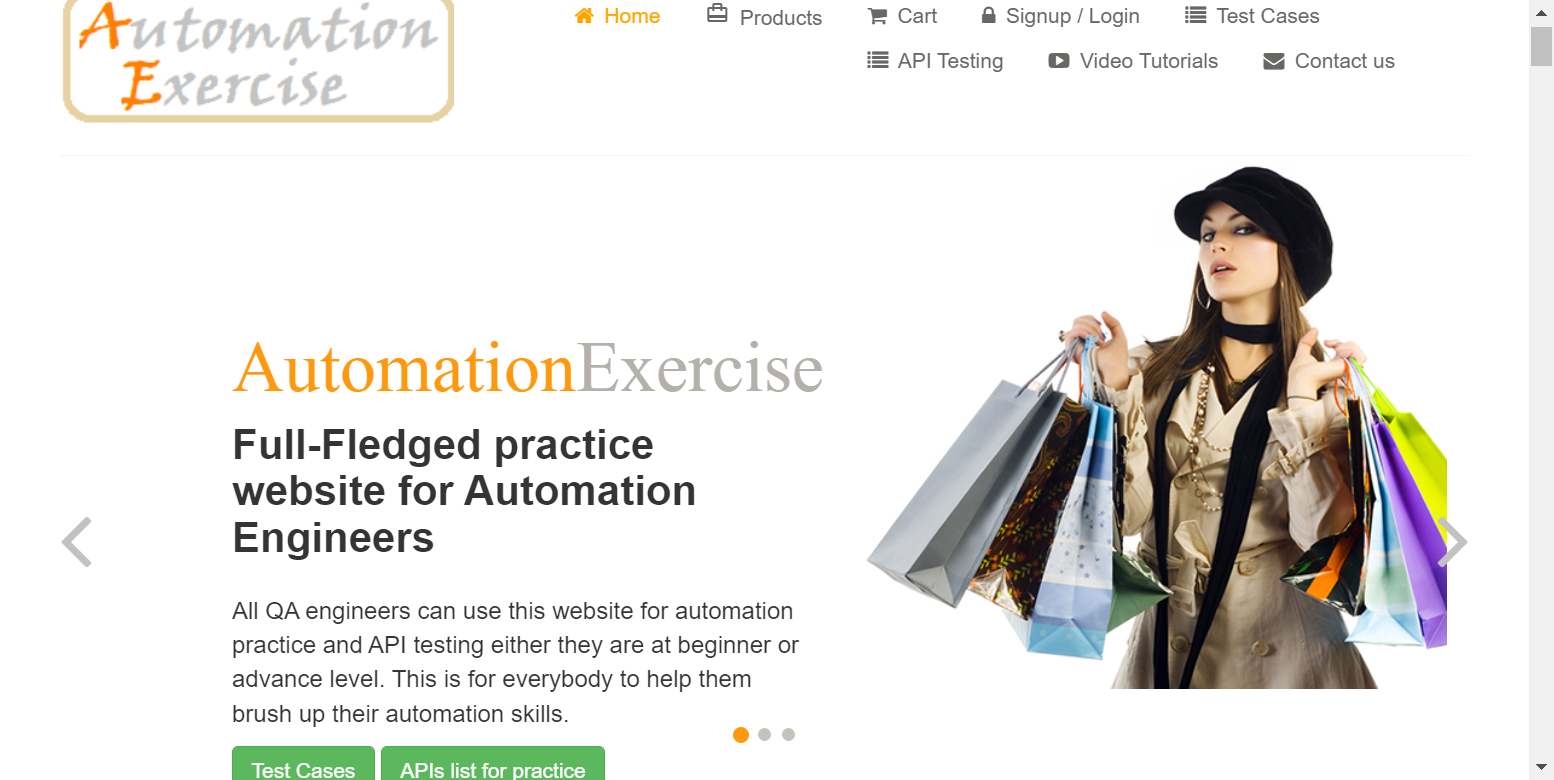 Automation
Exercise
Home Products Cart Signup / Login Test Cases
API Testing Video Tutorials Contact us
AutomationExercise
Full-Fledged practice
website for Automation
Engineers
All QA engineers can use this website for automation
practice and API testing either they are at beginner or
advance level. This is for everybody to help them
brush up their automation skills.
Test Cases APIs list for practice